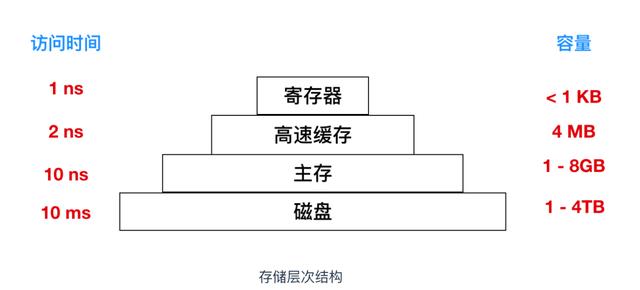 访问时间 容量
1 ns 寄存器 < 1 KB
2 ns 高速缓存 4 MB
10 ns 主存 1 - 8GB
10 ms 磁盘 1 - 4TB
存储层次结构